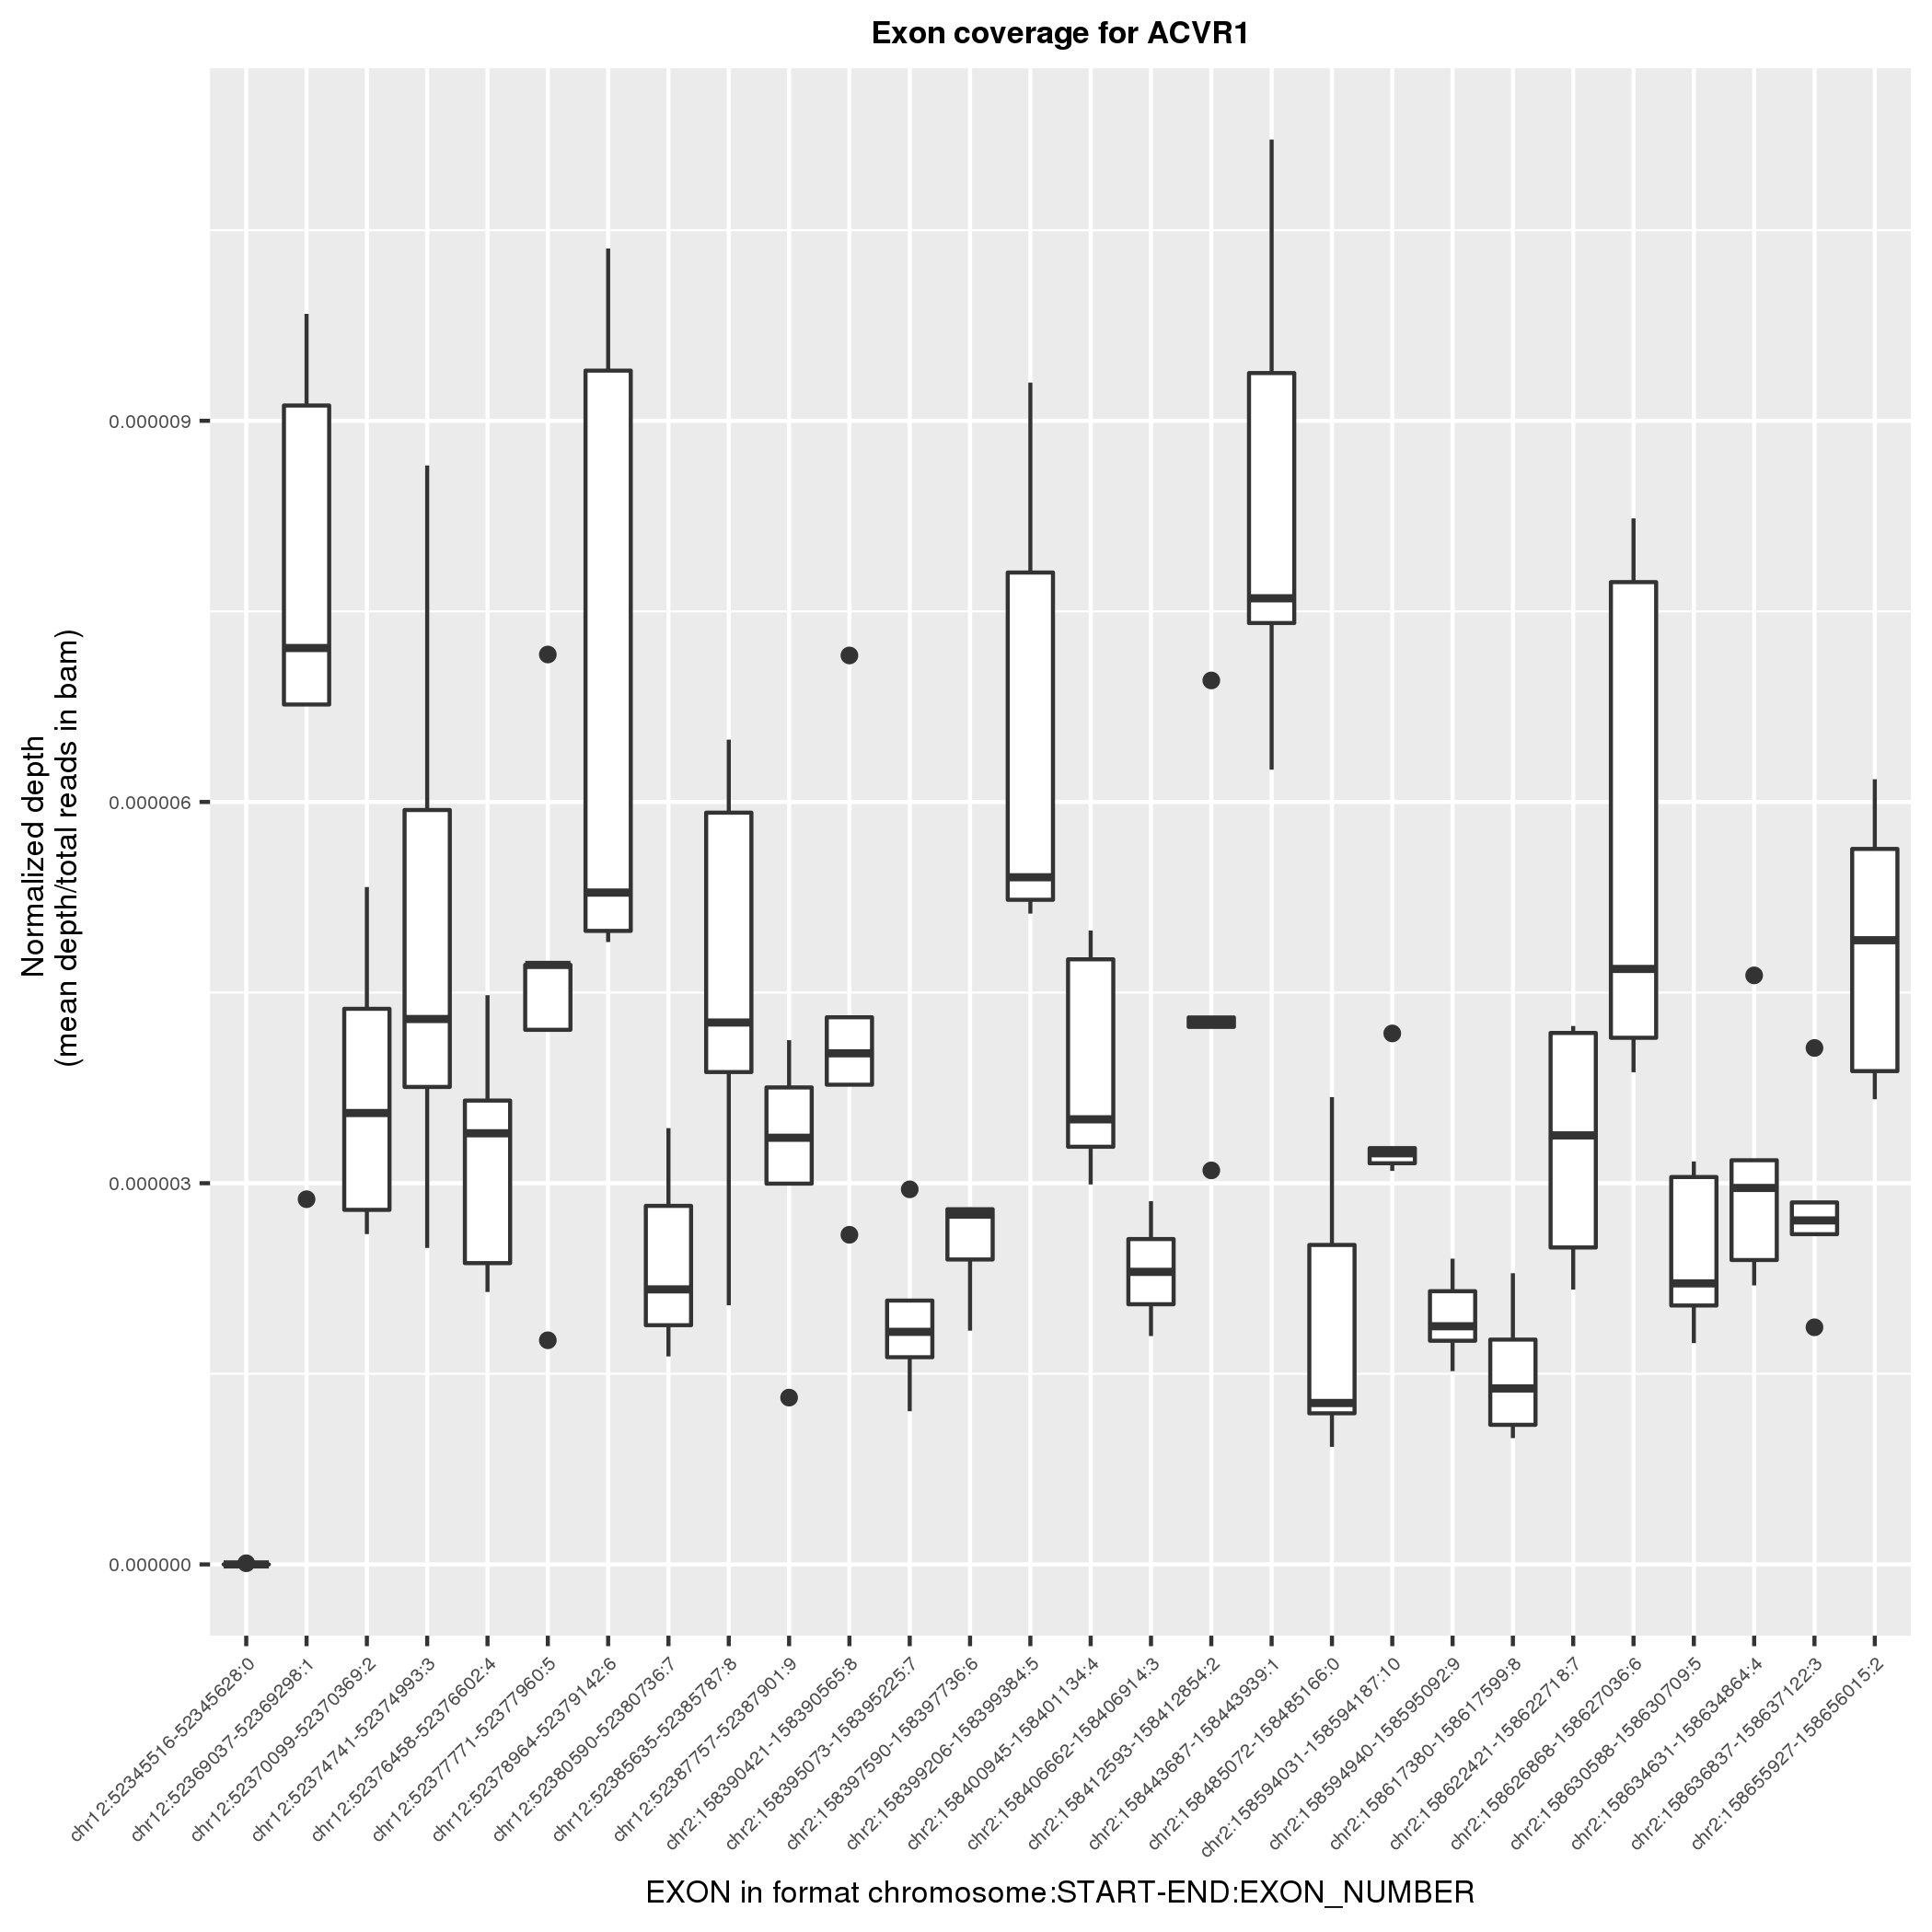 Exon coverage for ACVR1
Normalized depth
(mean depth/total reads in bam)
0.000009
0.000006
0.000003
0.000000
chr12:52345516-52345628:0
chr12:52369037-52369298:1
chr12:52370099-52370369:2
chr12:52374741-52374993:3
chr12:52376458-52376602:4
chr12:52377771-52377960:5
chr12:52378964-52379142:6
chr12:52380590-52380736:7
chr12:52385635-52385787:8
chr12:52387757-52387901:9
chr2:158390421-158390565:8
chr2:158395073-158395225:7
chr2:158397590-158397736:6
chr2:158399206-158399384:5
chr2:158400945-158401134:4
chr2:158406662-158406914:3
chr2:158412593-158412854:2
chr2:158443687-158443939:1
chr2:158485072-158485166:0
chr2:158594031-158594187:10
chr2:158594940-158595092:9
chr2:158617380-158617599:8
chr2:158622421-158622718:7
chr2:158626868-158627036:6
chr2:158630588-158630709:5
chr2:158634631-158634864:4
chr2:158636837-158637122:3
chr2:158655927-158656015:2
EXON in format chromosome:START-END:EXON_NUMBER